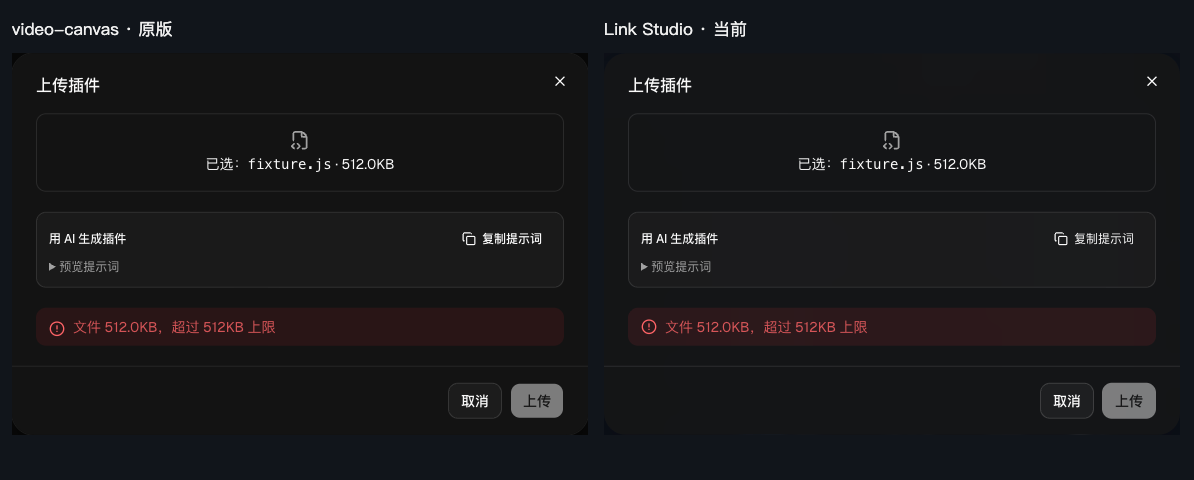 video-canvas · 原版
上传插件
已选：fixture.js · 512.0KB
用 AI 生成插件
复制提示词
预览提示词
文件 512.0KB，超过 512KB 上限
取消
上传
Link Studio · 当前
上传插件
已选：fixture.js · 512.0KB
用 AI 生成插件
复制提示词
预览提示词
文件 512.0KB，超过 512KB 上限
取消
上传